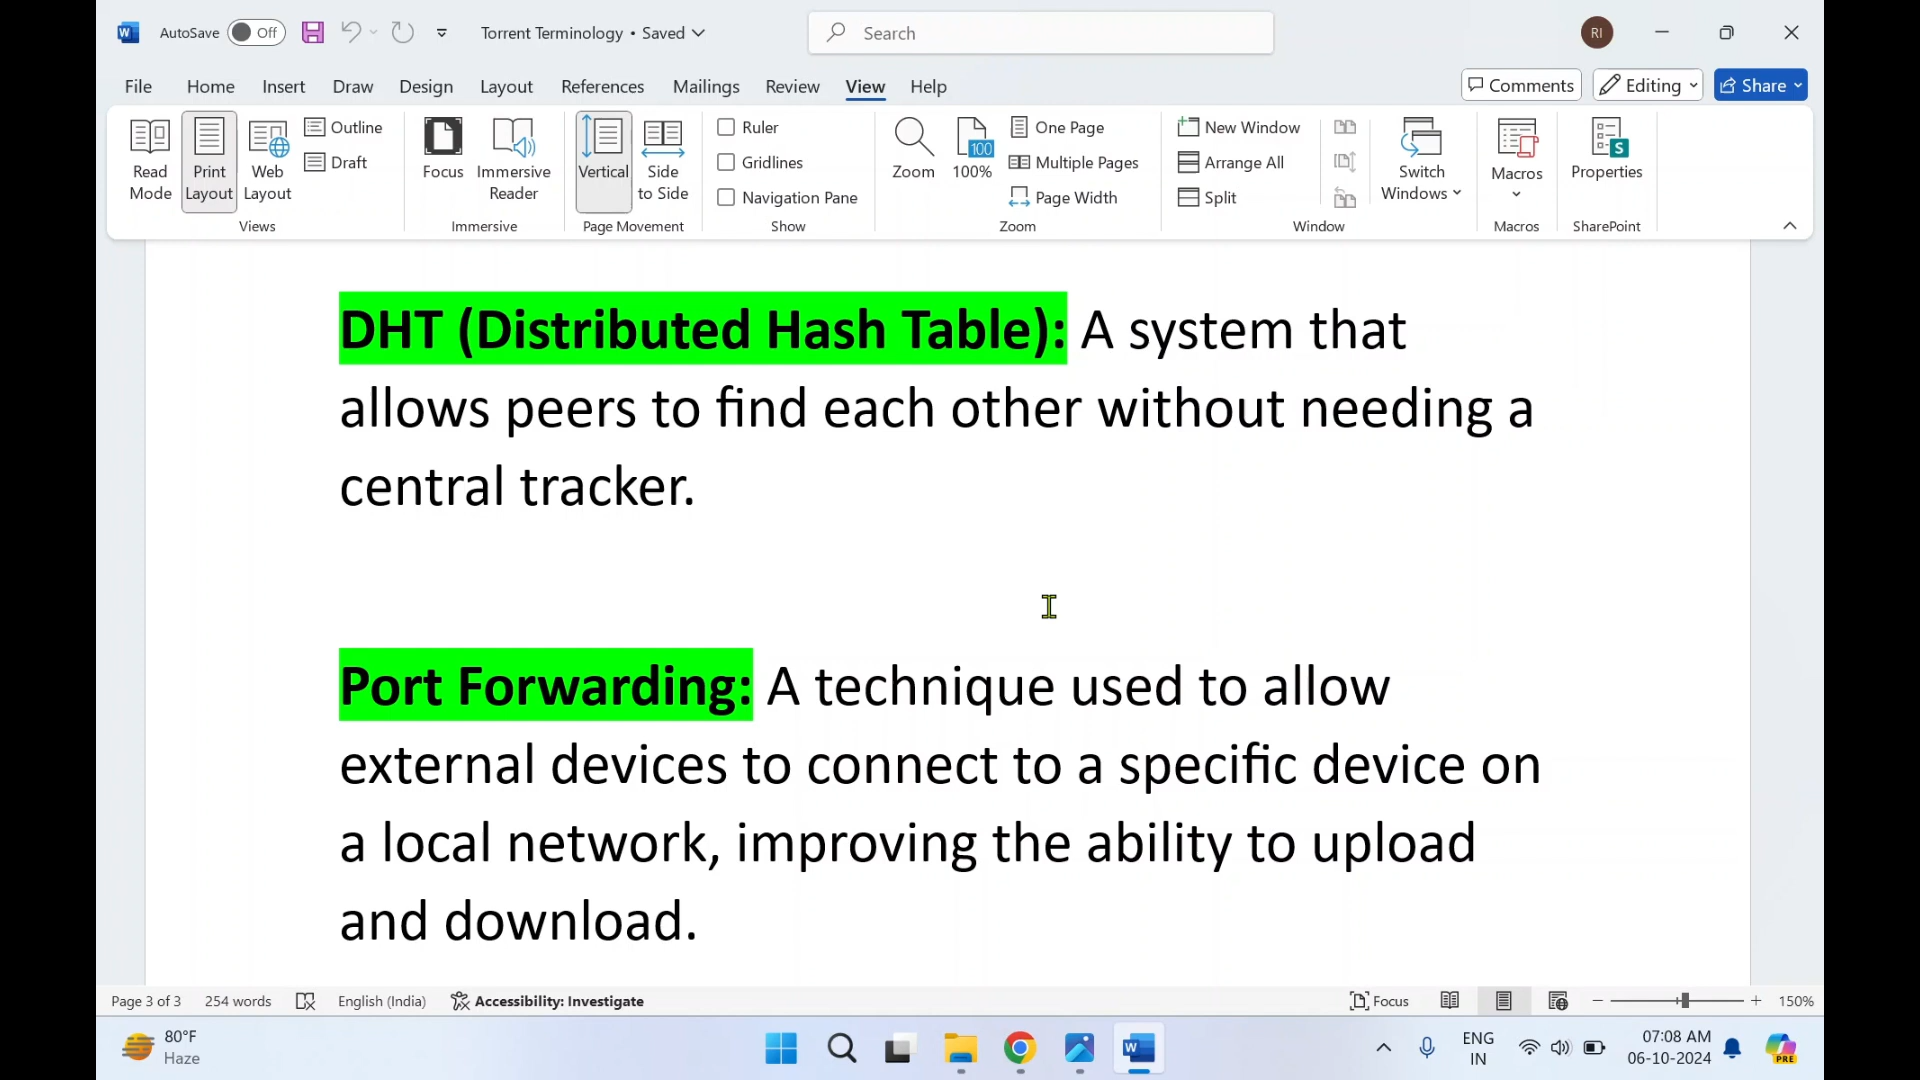 AutoSave Off Torrent Terminology • Saved Search RI
File Home Insert Draw Design Layout References Mailings Review View Help Comments Editing Share
Read Mode
Print Layout
Web Layout
Outline
Draft
Views
Focus
Immersive Reader
Immersive
Vertical
Side to Side
Page Movement
Ruler
Gridlines
Navigation Pane
Show
Zoom
100
100%
One Page
Multiple Pages
Page Width
Zoom
New Window
Arrange All
Split
Switch Windows
Window
Macros
Macros
S
Properties
SharePoint
DHT (Distributed Hash Table): A system that
allows peers to find each other without needing a
central tracker.
Port Forwarding: A technique used to allow
external devices to connect to a specific device on
a local network, improving the ability to upload
and download.
Page 3 of 3 254 words English (India) Accessibility: Investigate Focus 150%
80°F
Haze
W
ENG
IN
07:08 AM
06-10-2024
PRE